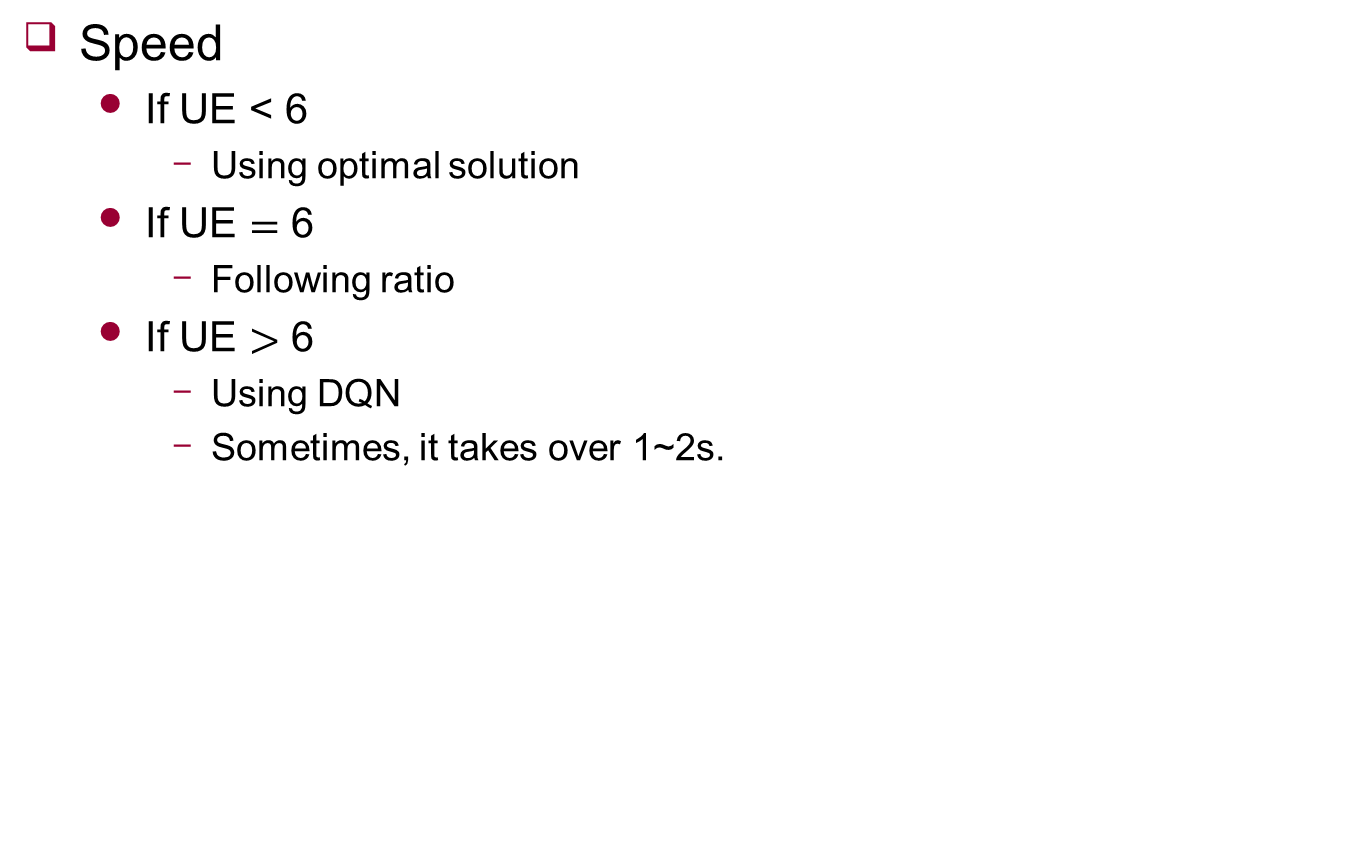 Speed
If UE < 6
– Using optimal solution
If UE = 6
– Following ratio
If UE > 6
– Using DQN
– Sometimes, it takes over 1~2s.